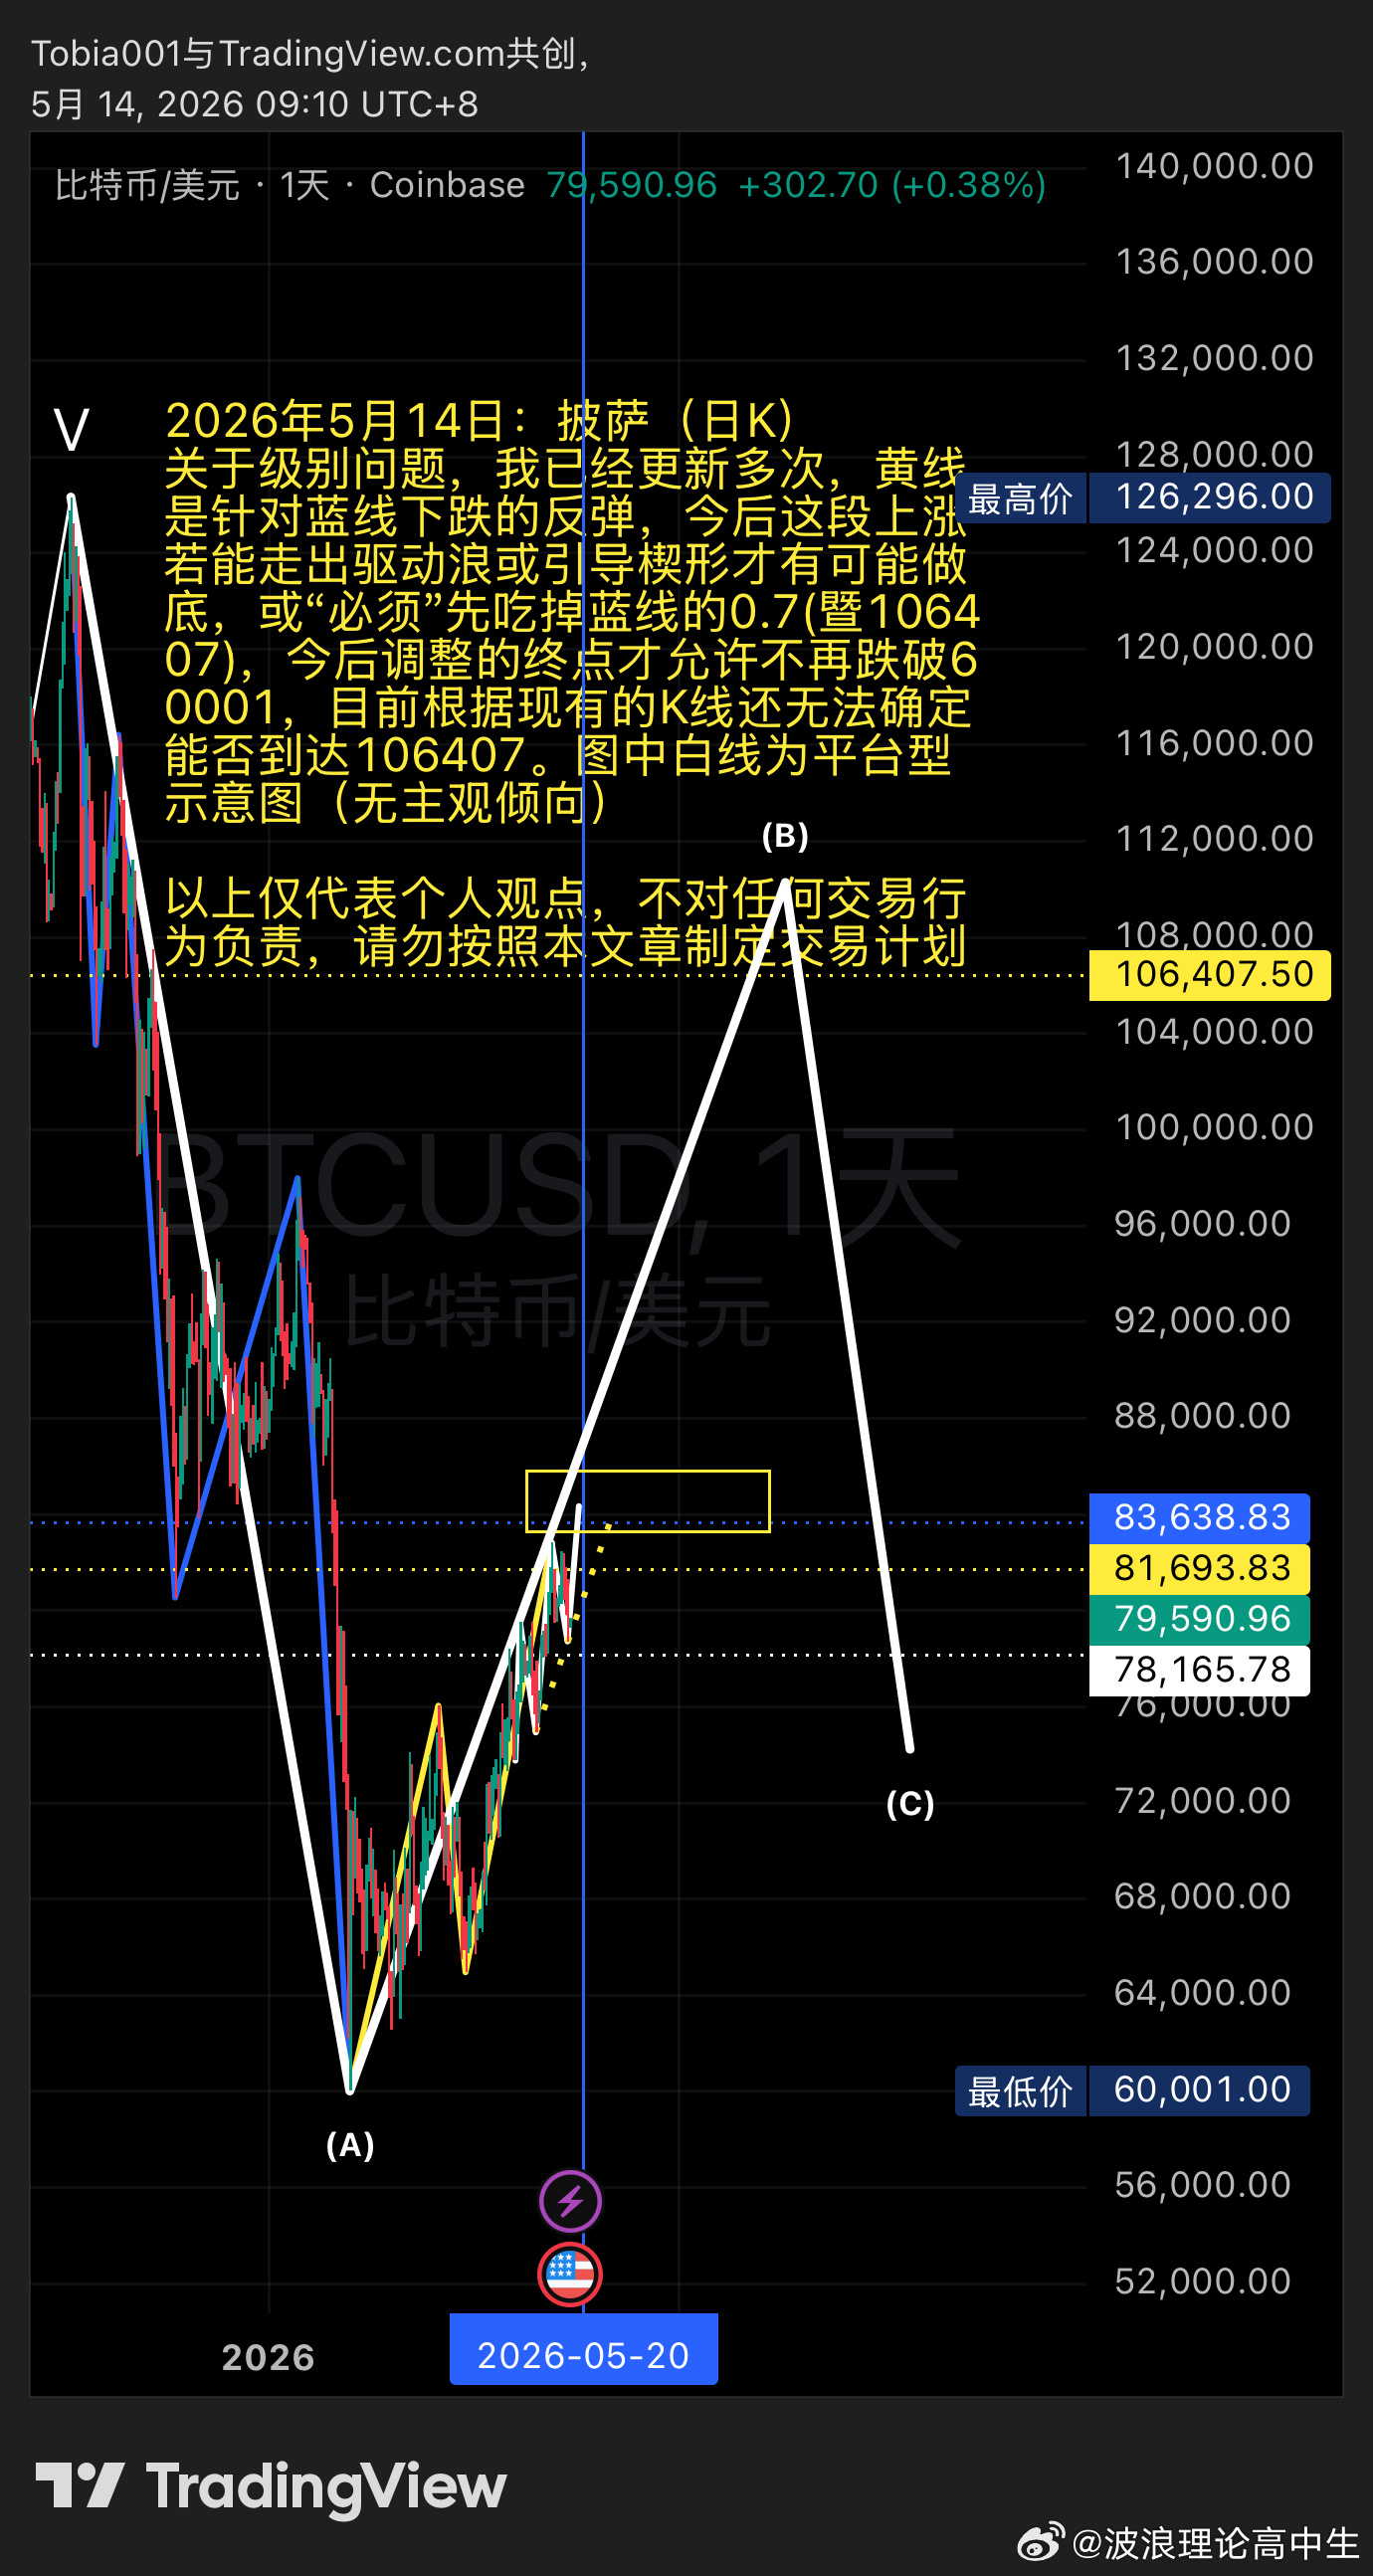 Tobia001与TradingView.com共创，
5月 14, 2026 09:10 UTC+8
比特币/美元 · 1天 · Coinbase 79,590.96 +302.70 (+0.38%)
140,000.00
136,000.00
132,000.00
V
2026年5月14日：披萨（日K）
关于级别问题，我已经更新多次，黄线
是针对蓝线下跌的反弹，今后这段上涨
若能走出驱动浪或引导楔形才有可能做
底，或“必须”先吃掉蓝线的0.7(暨1064
07)，今后调整的终点才允许不再跌破6
0001，目前根据现有的K线还无法确定
能否到达106407。图中白线为平台型
示意图（无主观倾向）
以上仅代表个人观点，不对任何交易行
为负责，请勿按照本文章制定交易计划
128,000.00
最高价 126,296.00
124,000.00
120,000.00
116,000.00
(B)
112,000.00
108,000.00
106,407.50
104,000.00
100,000.00
BTCUSD, 1天
比特币/美元
96,000.00
92,000.00
88,000.00
83,638.83
81,693.83
79,590.96
78,165.78
76,000.00
(C)
72,000.00
68,000.00
64,000.00
最低价 60,001.00
(A)
56,000.00
52,000.00
2026
2026-05-20
TradingView
@波浪理论高中生